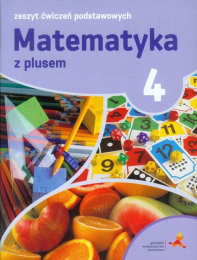 zeszyt ćwiczeń podstawowych
Matematyka
z plusem
4